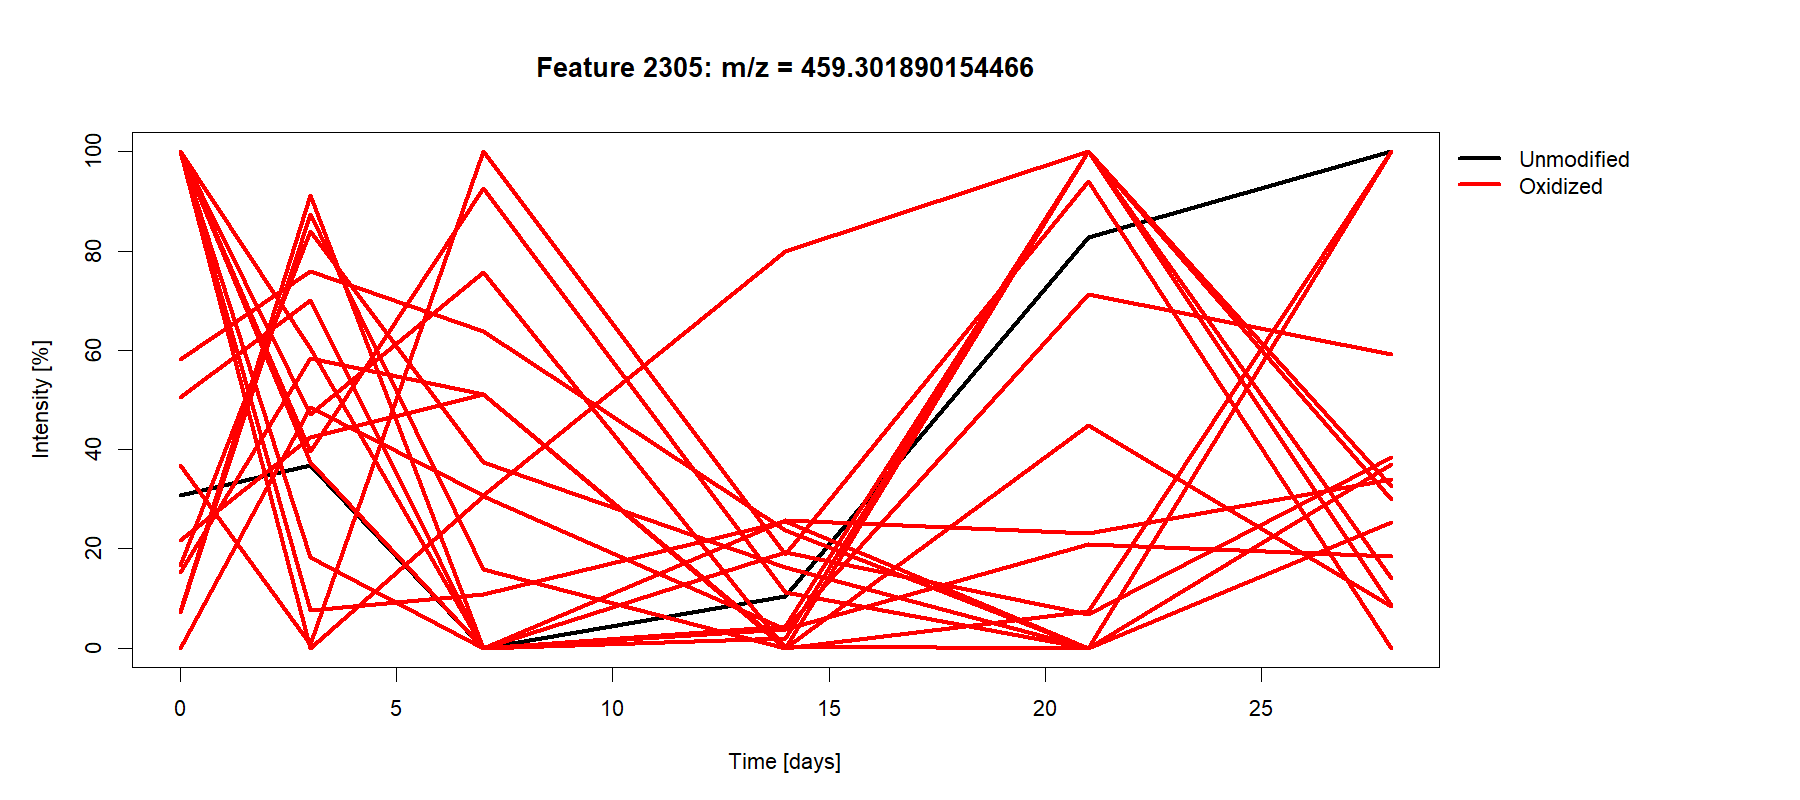 Feature 2305: m/z = 459.301890154466
Unmodified
Oxidized
Intensity [%]
100
80
60
40
20
0
0 5 10 15 20 25
Time [days]